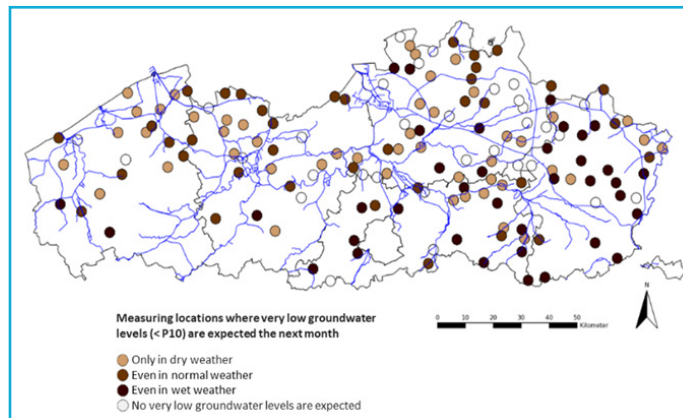 Measuring locations where very low groundwater
levels (< P10) are expected the next month
Only in dry weather
Even in normal weather
Even in wet weather
No very low groundwater levels are expected
N
0 10 20 30 40 50
Kilometer